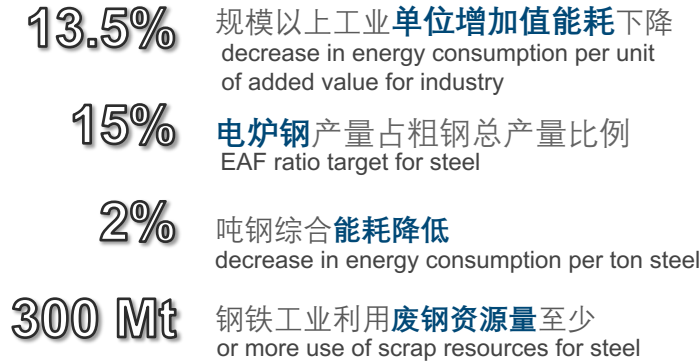 13.5% 规模以上工业单位增加值能耗下降
decrease in energy consumption per unit
of added value for industry
15% 电炉钢产量占粗钢总产量比例
EAF ratio target for steel
2% 吨钢综合能耗降低
decrease in energy consumption per ton steel
300 Mt 钢铁工业利用废钢资源量至少
or more use of scrap resources for steel